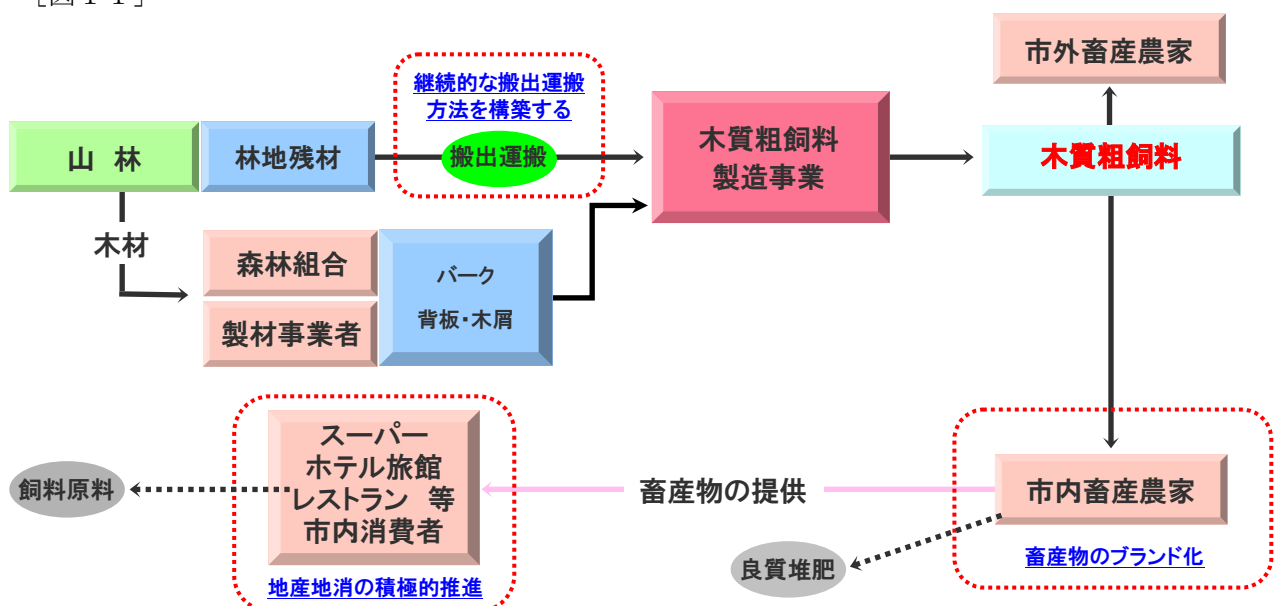 ［図１１］
継続的な搬出運搬
方法を構築する
市外畜産農家
山　林
林地残材
搬出運搬
木質粗飼料
製造事業
木質粗飼料
木材
森林組合
製材事業者
バーク
背板・木屑
スーパー
ホテル旅館
レストラン　等
市内消費者
飼料原料
畜産物の提供
市内畜産農家
良質堆肥
畜産物のブランド化
地産地消の積極的推進